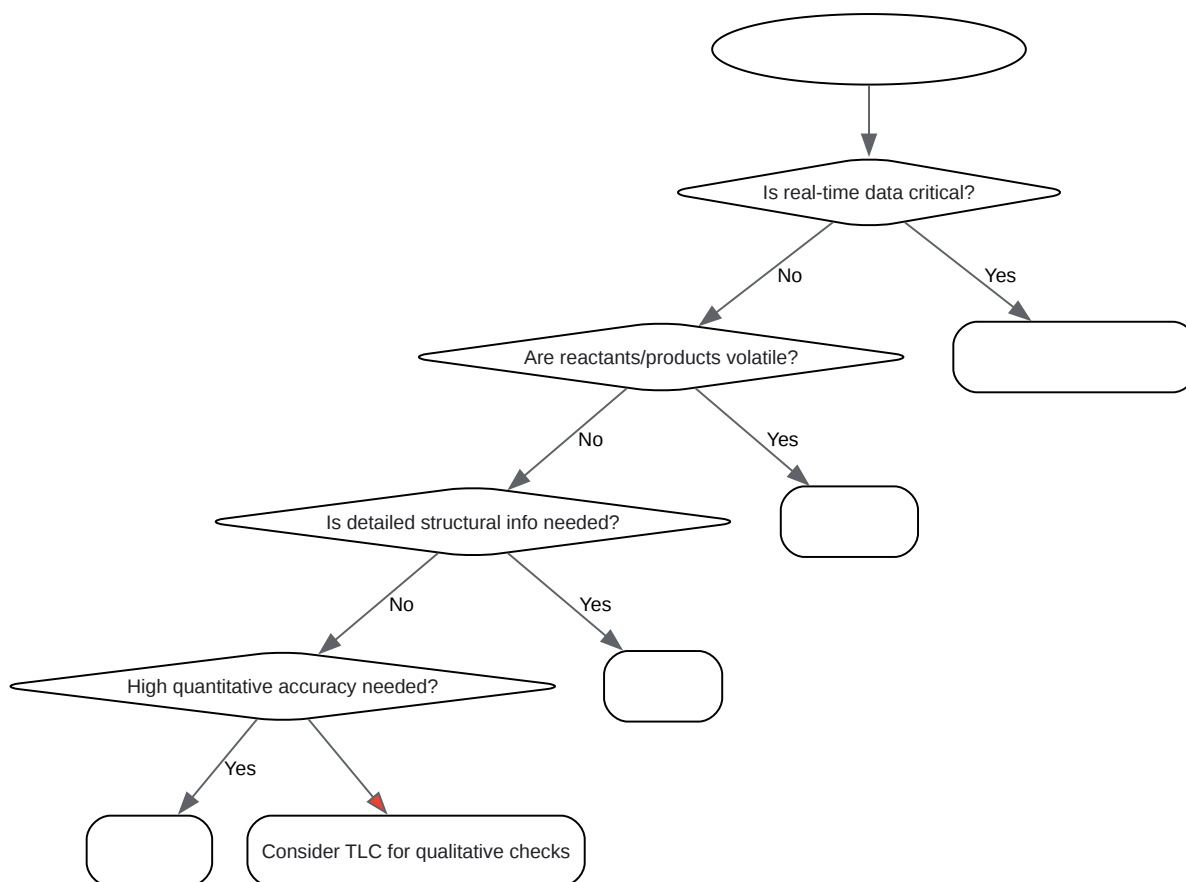 Is real-time data critical?
No
Yes
Are reactants/products volatile?
No
Yes
Is detailed structural info needed?
No
Yes
High quantitative accuracy needed?
Yes
Consider TLC for qualitative checks